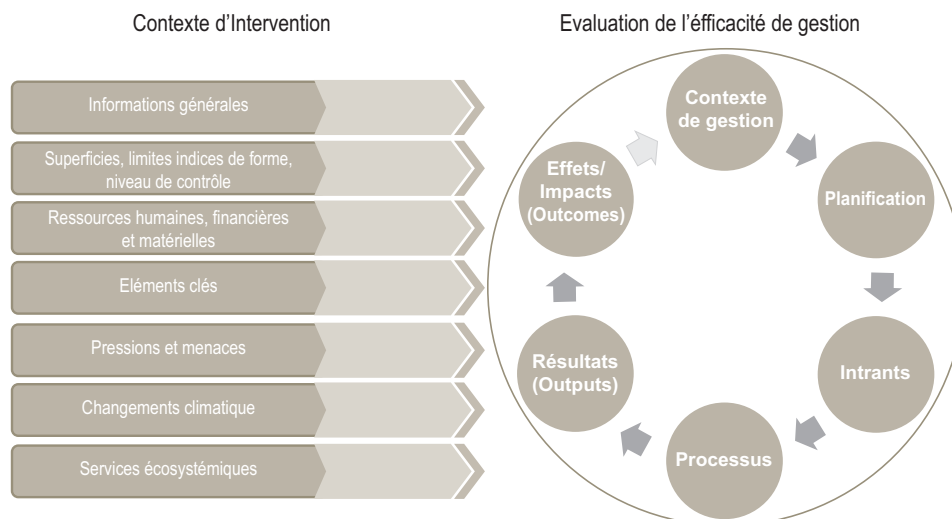 Contexte d'Intervention
Informations générales
Superficies, limites indices de forme,
niveau de contrôle
Ressources humaines, financières
et matérielles
Eléments clés
Pressions et menaces
Changements climatique
Services écosystémiques
Evaluation de l'éfficacité de gestion
Contexte
de gestion
Planification
Intrants
Processus
Résultats
(Outputs)
Effets/
Impacts
(Outcomes)